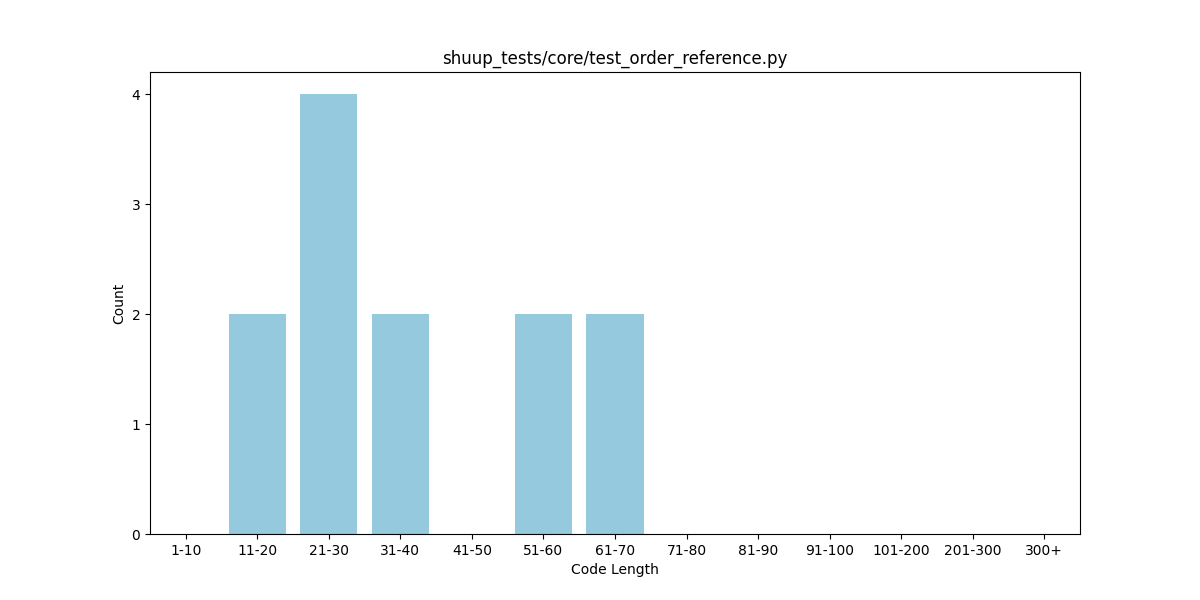 shuup_tests/core/test_order_reference.py
Count
4
3
2
1
0
1-10 11-20 21-30 31-40 41-50 51-60 61-70 71-80 81-90 91-100 101-200 201-300 300+
Code Length